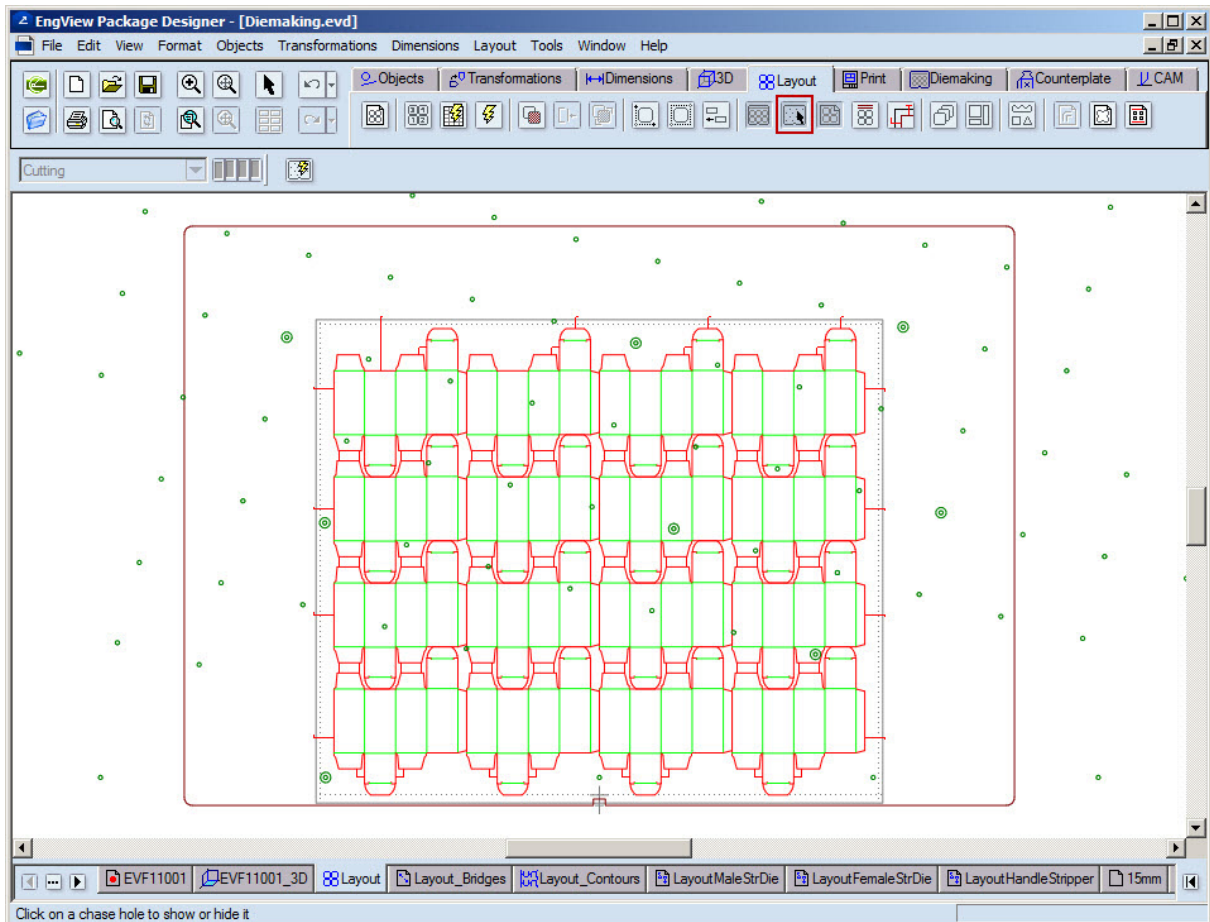 EngView Package Designer - [Diemaking.evd]
File Edit View Format Objects Transformations Dimensions Layout Tools Window Help
Objects Transformations Dimensions 3D Layout Print Diemaking Counterplate CAM
Cutting
EVF11001 EVF11001_3D Layout Layout_Bridges Layout_Contours LayoutMaleStrDie LayoutFemaleStrDie LayoutHandleStripper 15mm
Click on a chase hole to show or hide it